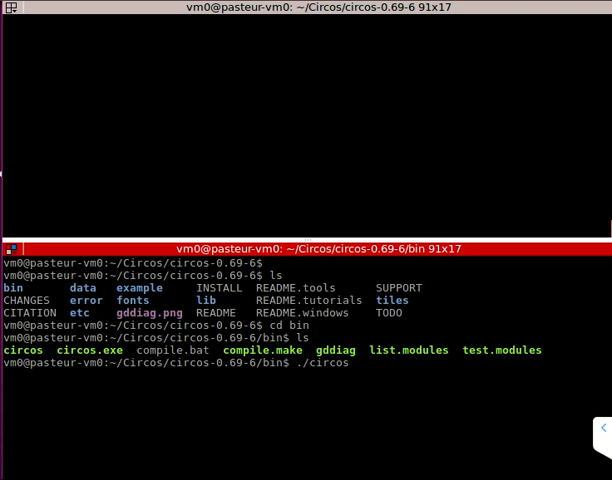 vm0@pasteur-vm0: ~/Circos/circos-0.69-6 91x17
vm0@pasteur-vm0: ~/Circos/circos-0.69-6/bin 91x17
vm0@pasteur-vm0:~/Circos/circos-0.69-6$
vm0@pasteur-vm0:~/Circos/circos-0.69-6$ ls
bin data example INSTALL README.tools SUPPORT
CHANGES error fonts lib README.tutorials tiles
CITATION etc gddiag.png README README.windows TODO
vm0@pasteur-vm0:~/Circos/circos-0.69-6$ cd bin
vm0@pasteur-vm0:~/Circos/circos-0.69-6/bin$ ls
circos circos.exe compile.bat compile.make gddiag list.modules test.modules
vm0@pasteur-vm0:~/Circos/circos-0.69-6/bin$ ./circos